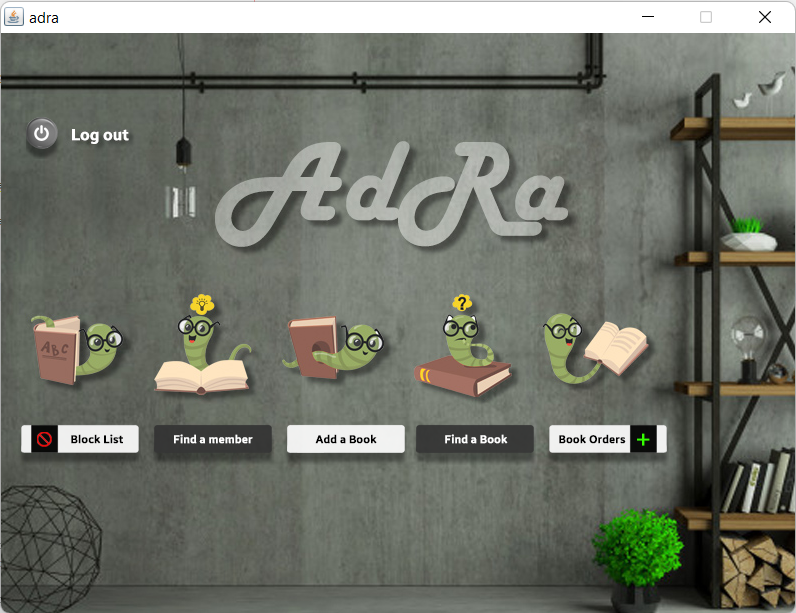 adra
Log out
AdRa
?
ABC
Block List
Find a member
Add a Book
Find a Book
Book Orders